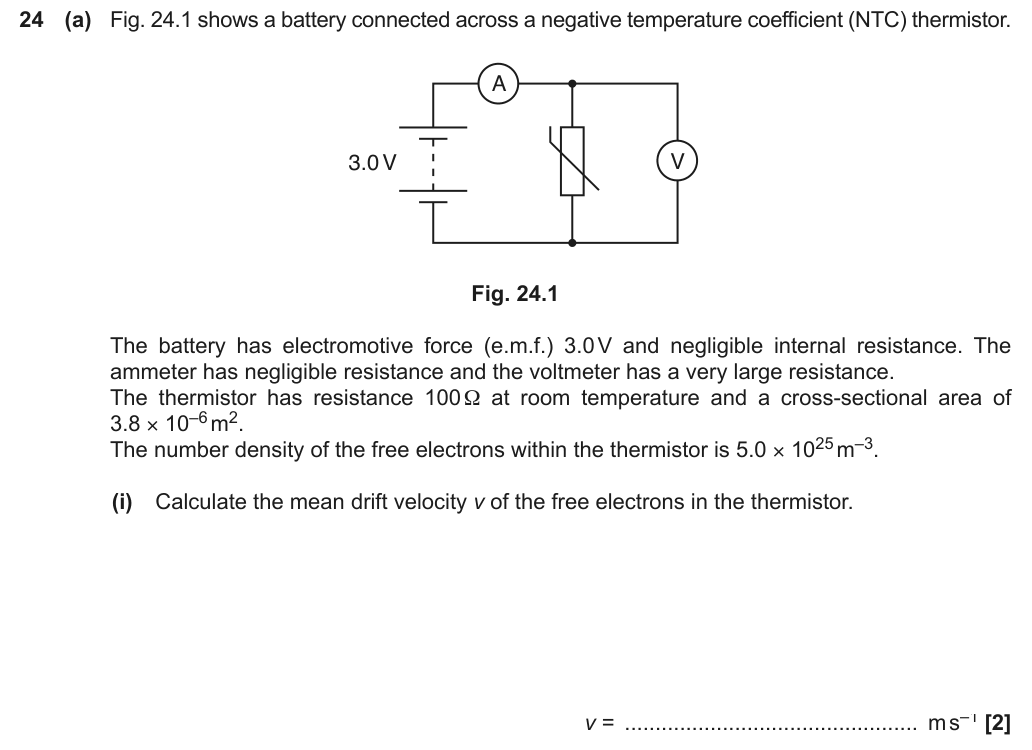 24 (a) Fig. 24.1 shows a battery connected across a negative temperature coefficient (NTC) thermistor.
A
3.0 V
V
Fig. 24.1
The battery has electromotive force (e.m.f.) 3.0 V and negligible internal resistance. The
ammeter has negligible resistance and the voltmeter has a very large resistance.
The thermistor has resistance 100 Ω at room temperature and a cross-sectional area of
3.8 × 10⁻⁶ m².
The number density of the free electrons within the thermistor is 5.0 × 10²⁵ m⁻³.
(i) Calculate the mean drift velocity v of the free electrons in the thermistor.
v = ................................................ m s⁻¹ [2]